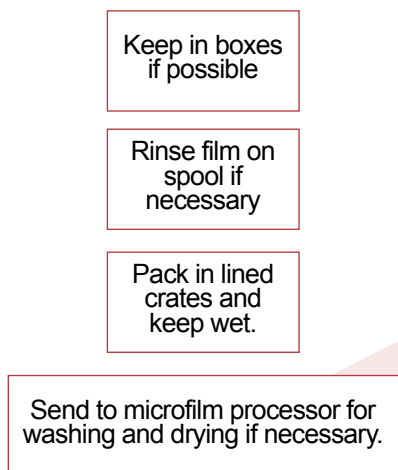 Keep in boxes
if possible
Rinse film on
spool if
necessary
Pack in lined
crates and
keep wet.
Send to microfilm processor for
washing and drying if necessary.